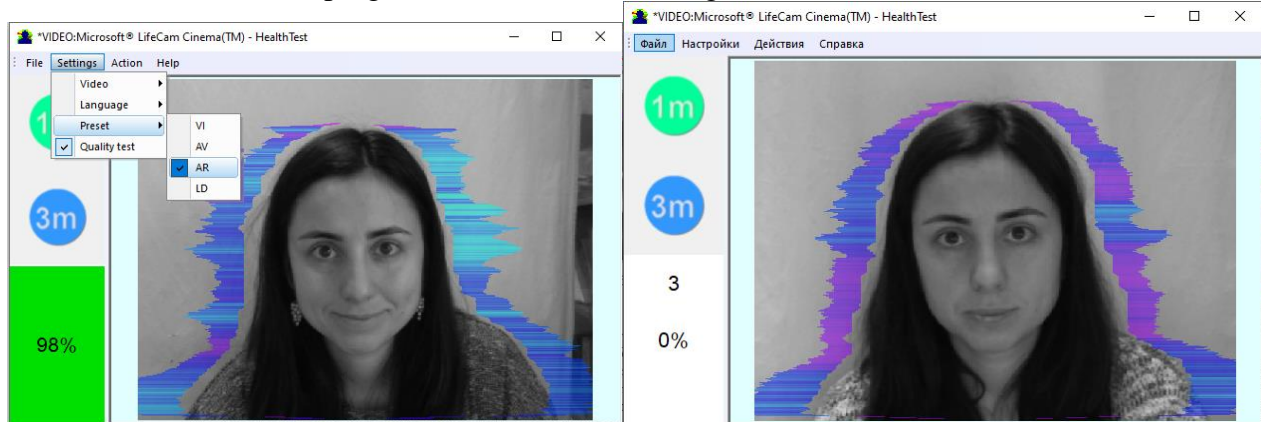 *VIDEO:Microsoft® LifeCam Cinema(TM) - HealthTest
File Settings Action Help
Video
Language
Preset
Quality test
VI
AV
AR
LD
1
3m
98%
*VIDEO:Microsoft® LifeCam Cinema(TM) - HealthTest
Файл Настройки Действия Справка
1m
3m
3
0%